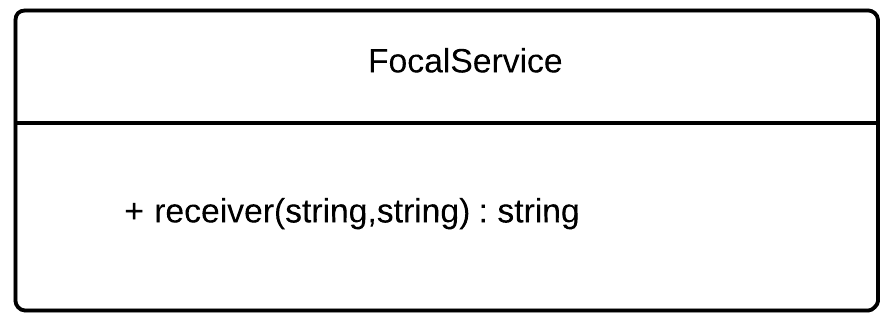 FocalService
+ receiver(string,string) : string